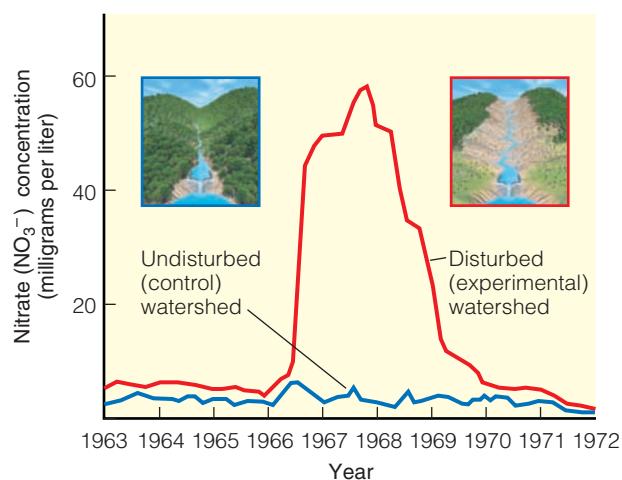 Nitrate (NO3–) concentration
(milligrams per liter)
60
40
20
Undisturbed
(control)
watershed
Disturbed
(experimental)
watershed
1963 1964 1965 1966 1967 1968 1969 1970 1971 1972
Year